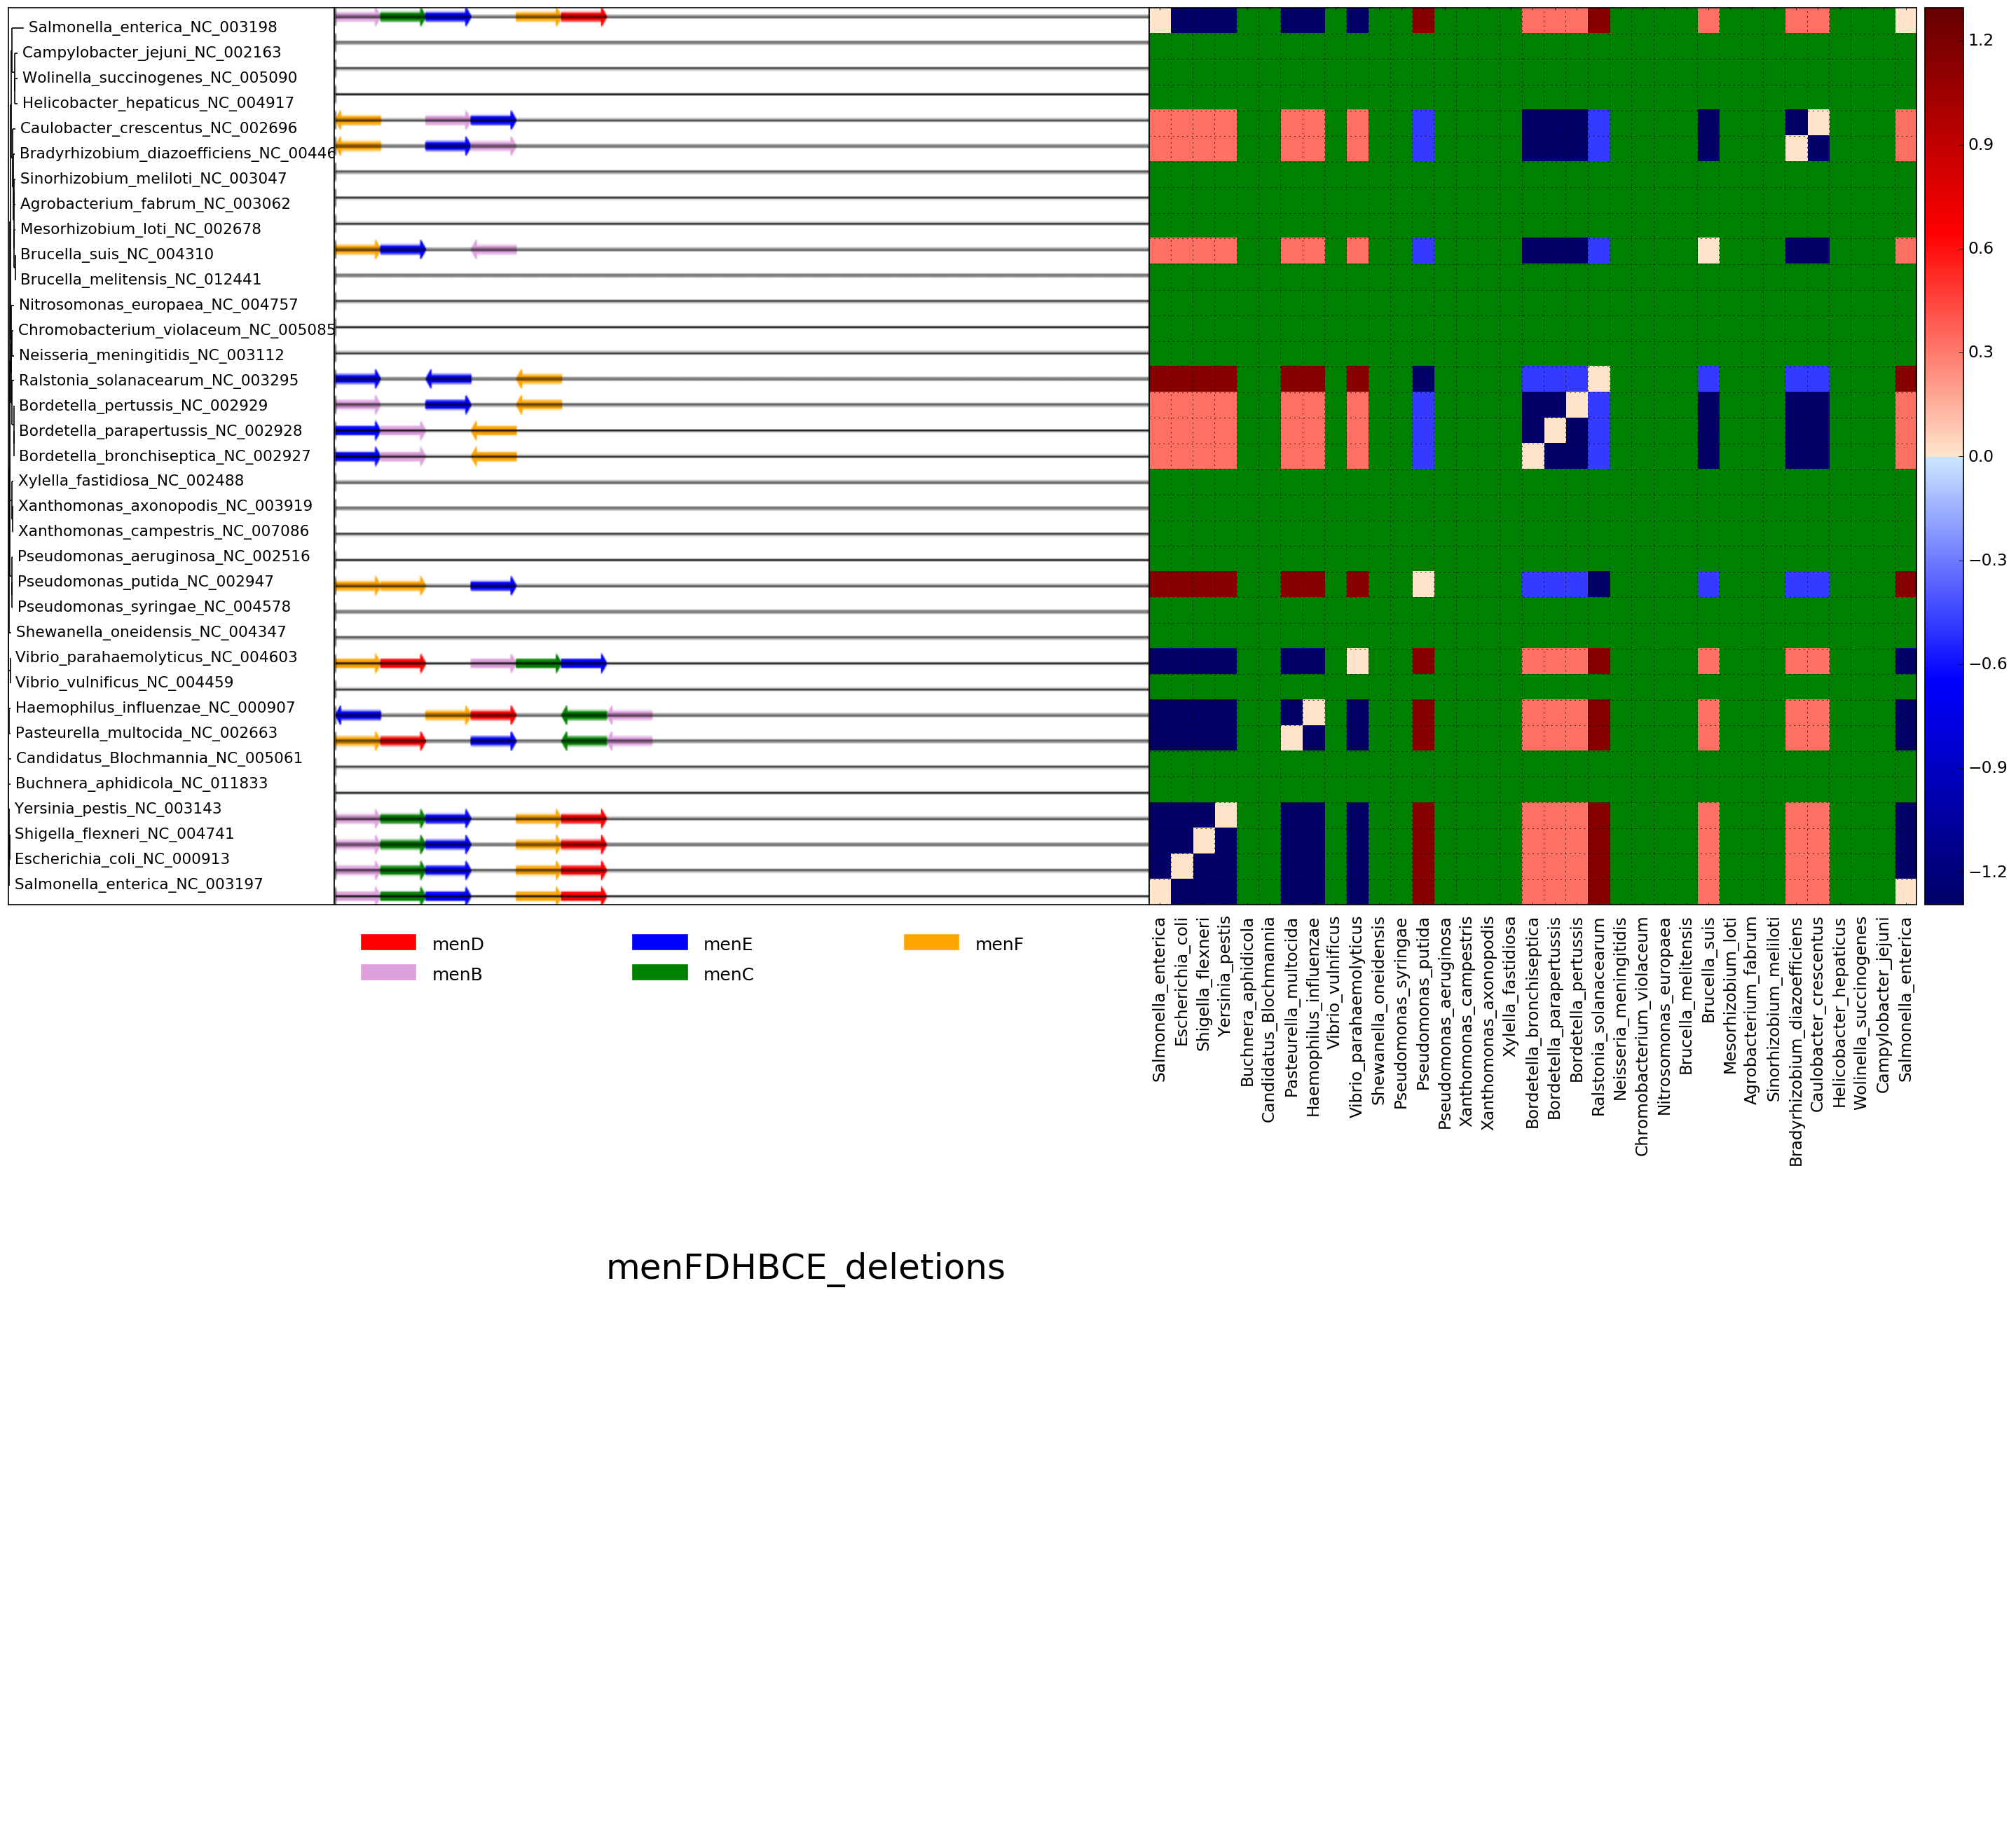 Salmonella_enterica_NC_003198
Campylobacter_jejuni_NC_002163
Wolinella_succinogenes_NC_005090
Helicobacter_hepaticus_NC_004917
Caulobacter_crescentus_NC_002696
Bradyrhizobium_diazoefficiens_NC_00446
Sinorhizobium_meliloti_NC_003047
Agrobacterium_fabrum_NC_003062
Mesorhizobium_loti_NC_002678
Brucella_suis_NC_004310
Brucella_melitensis_NC_012441
Nitrosomonas_europaea_NC_004757
Chromobacterium_violaceum_NC_005085
Neisseria_meningitidis_NC_003112
Ralstonia_solanacearum_NC_003295
Bordetella_pertussis_NC_002929
Bordetella_parapertussis_NC_002928
Bordetella_bronchiseptica_NC_002927
Xylella_fastidiosa_NC_002488
Xanthomonas_axonopodis_NC_003919
Xanthomonas_campestris_NC_007086
Pseudomonas_aeruginosa_NC_002516
Pseudomonas_putida_NC_002947
Pseudomonas_syringae_NC_004578
Shewanella_oneidensis_NC_004347
Vibrio_parahaemolyticus_NC_004603
Vibrio_vulnificus_NC_004459
Haemophilus_influenzae_NC_000907
Pasteurella_multocida_NC_002663
Candidatus_Blochmannia_NC_005061
Buchnera_aphidicola_NC_011833
Yersinia_pestis_NC_003143
Shigella_flexneri_NC_004741
Escherichia_coli_NC_000913
Salmonella_enterica_NC_003197
1.2
0.9
0.6
0.3
0.0
−0.3
−0.6
−0.9
−1.2
Salmonella_enterica
Escherichia_coli
Shigella_flexneri
Yersinia_pestis
Buchnera_aphidicola
Candidatus_Blochmannia
Pasteurella_multocida
Haemophilus_influenzae
Vibrio_vulnificus
Vibrio_parahaemolyticus
Shewanella_oneidensis
Pseudomonas_syringae
Pseudomonas_putida
Pseudomonas_aeruginosa
Xanthomonas_campestris
Xanthomonas_axonopodis
Xylella_fastidiosa
Bordetella_bronchiseptica
Bordetella_parapertussis
Bordetella_pertussis
Ralstonia_solanacearum
Neisseria_meningitidis
Chromobacterium_violaceum
Nitrosomonas_europaea
Brucella_melitensis
Brucella_suis
Mesorhizobium_loti
Agrobacterium_fabrum
Sinorhizobium_meliloti
Bradyrhizobium_diazoefficiens
Caulobacter_crescentus
Helicobacter_hepaticus
Wolinella_succinogenes
Campylobacter_jejuni
Salmonella_enterica
menD menE menF
menB menC
menFDHBCE_deletions